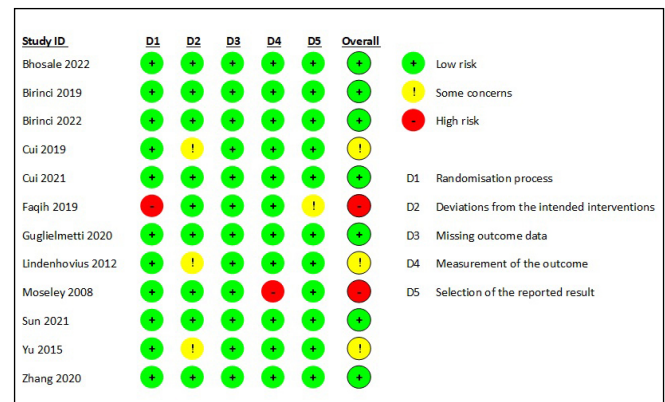 Study ID D1 D2 D3 D4 D5 Overall
Bhosale 2022 + + + + + +
Birinci 2019 + + + + + +
Birinci 2022 + + + + + +
Cui 2019 + ! + + + !
Cui 2021 + + + + + +
Faqih 2019 - + + + ! -
Guglielmetti 2020 + + + + + +
Lindenhovius 2012 + ! + + + !
Moseley 2008 + + + - + -
Sun 2021 + + + + + +
Yu 2015 + ! + + + !
Zhang 2020 + + + + + +
+ Low risk
! Some concerns
- High risk
D1 Randomisation process
D2 Deviations from the intended interventions
D3 Missing outcome data
D4 Measurement of the outcome
D5 Selection of the reported result